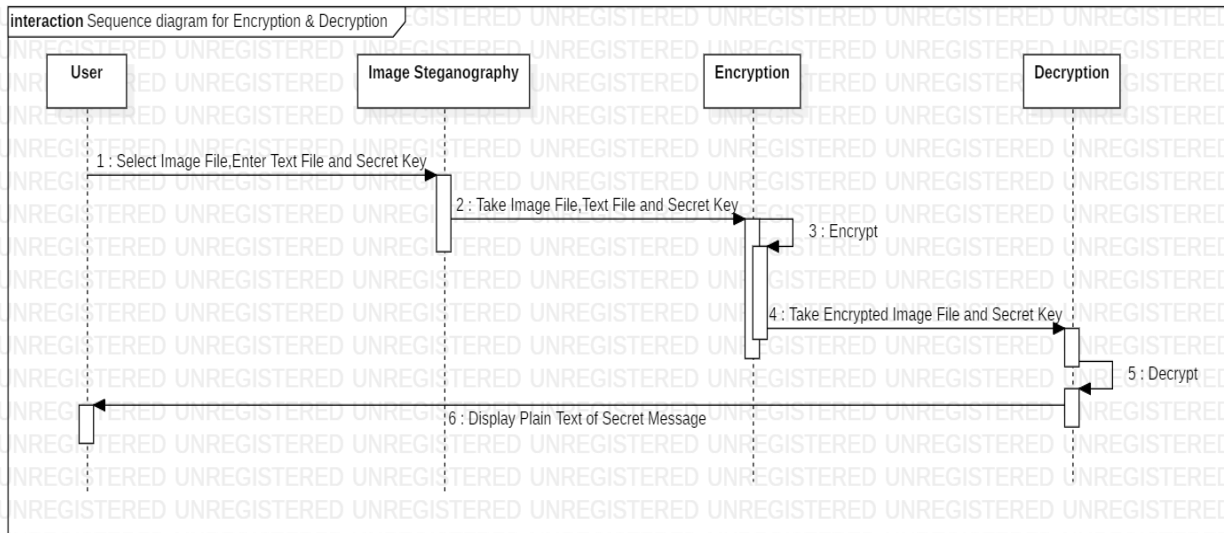 interaction Sequence diagram for Encryption & Decryption
User
Image Steganography
Encryption
Decryption
1 : Select Image File,Enter Text File and Secret Key
2 : Take Image File,Text File and Secret Key
3 : Encrypt
4 : Take Encrypted Image File and Secret Key
5 : Decrypt
6 : Display Plain Text of Secret Message
UNREGISTERED